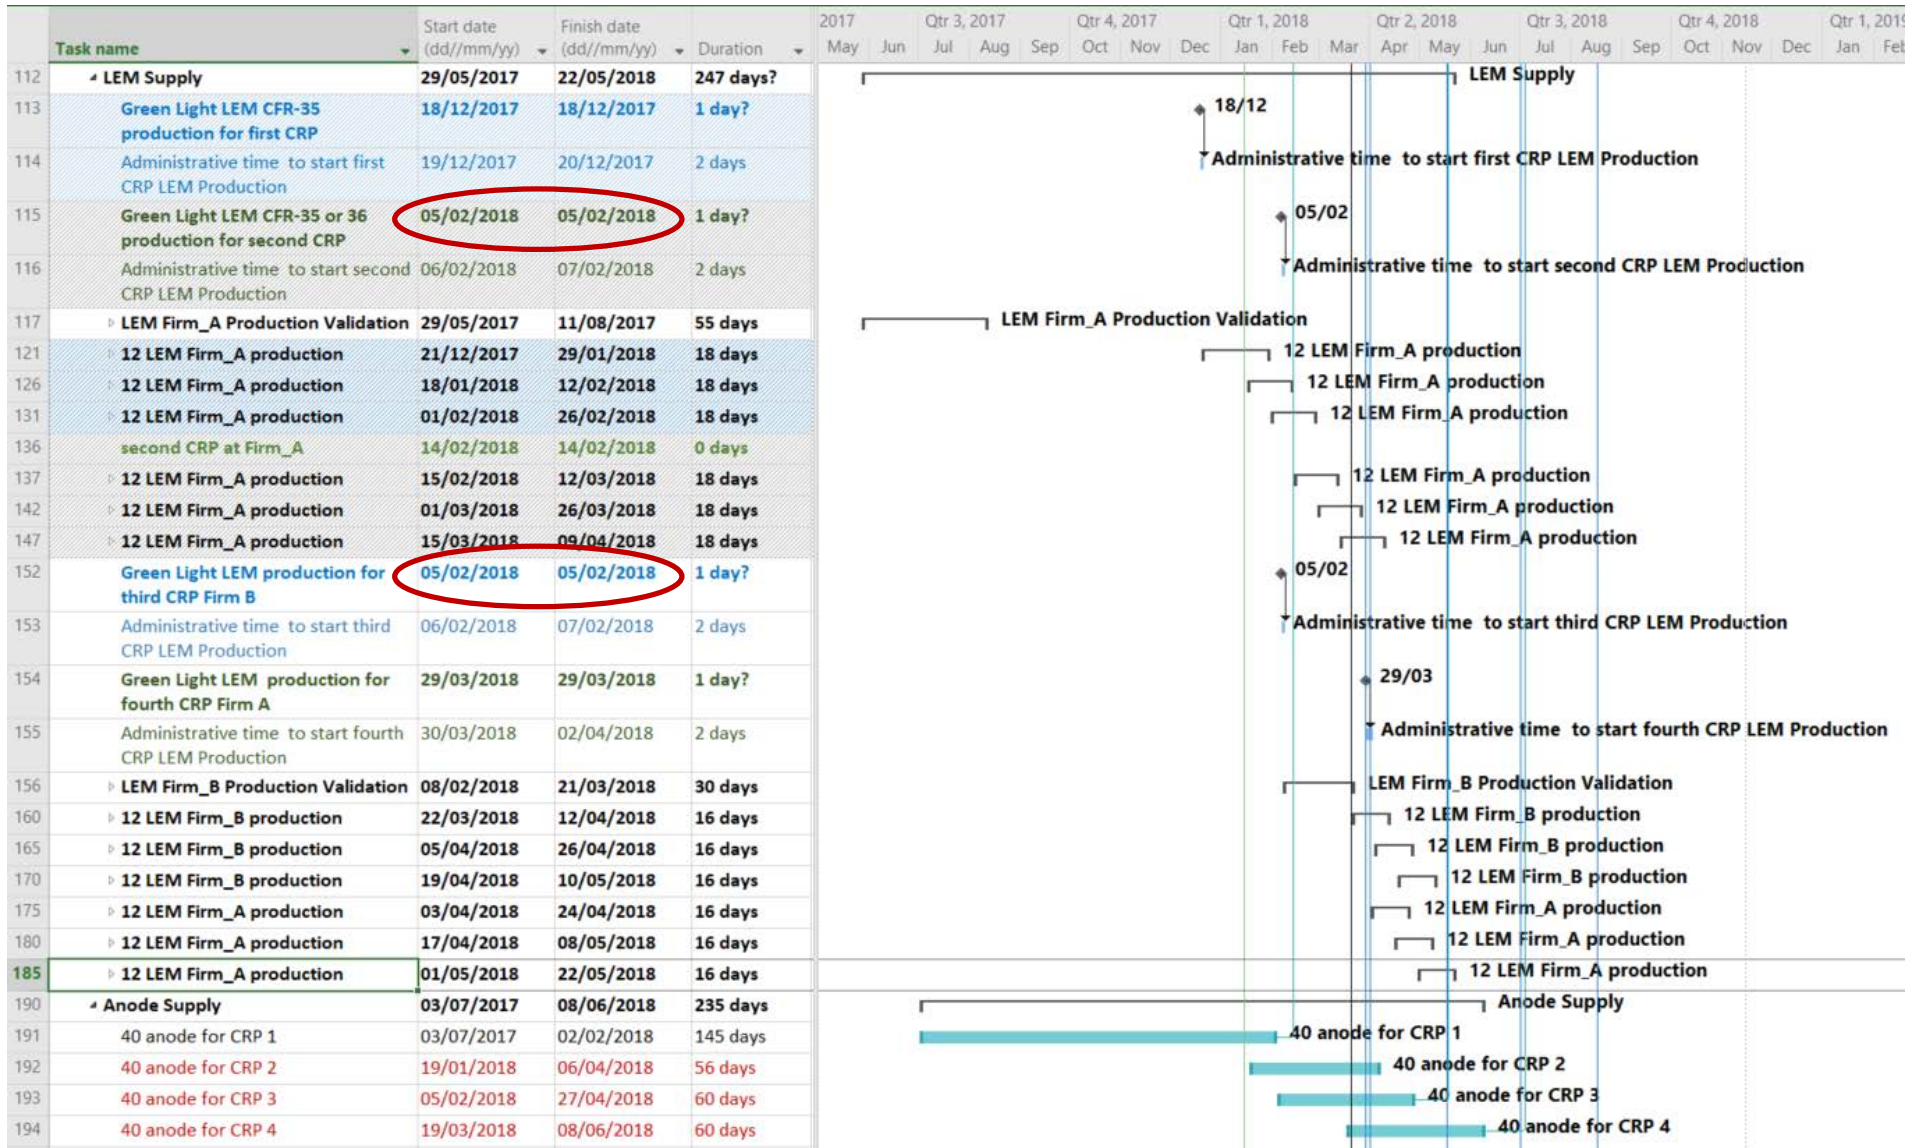 2017 Qtr 3, 2017 Qtr 4, 2017 Qtr 1, 2018 Qtr 2, 2018 Qtr 3, 2018 Qtr 4, 2018 Qtr 1, 2019
Task name Start date (dd//mm/yy) Finish date (dd//mm/yy) Duration May Jun Jul Aug Sep Oct Nov Dec Jan Feb Mar Apr May Jun Jul Aug Sep Oct Nov Dec Jan Feb
112 LEM Supply 29/05/2017 22/05/2018 247 days? LEM Supply
113 Green Light LEM CFR-35 18/12/2017 18/12/2017 1 day? 18/12
production for first CRP
114 Administrative time to start first 19/12/2017 20/12/2017 2 days Administrative time to start first CRP LEM Production
CRP LEM Production
115 Green Light LEM CFR-35 or 36 05/02/2018 05/02/2018 1 day? 05/02
production for second CRP
116 Administrative time to start second 06/02/2018 07/02/2018 2 days Administrative time to start second CRP LEM Production
CRP LEM Production
117 LEM Firm_A Production Validation 29/05/2017 11/08/2017 55 days LEM Firm_A Production Validation
121 12 LEM Firm_A production 21/12/2017 29/01/2018 18 days 12 LEM Firm_A production
126 12 LEM Firm_A production 18/01/2018 12/02/2018 18 days 12 LEM Firm_A production
131 12 LEM Firm_A production 01/02/2018 26/02/2018 18 days 12 LEM Firm_A production
136 second CRP at Firm_A 14/02/2018 14/02/2018 0 days
137 12 LEM Firm_A production 15/02/2018 12/03/2018 18 days 12 LEM Firm_A production
142 12 LEM Firm_A production 01/03/2018 26/03/2018 18 days 12 LEM Firm_A production
147 12 LEM Firm_A production 15/03/2018 09/04/2018 18 days 12 LEM Firm_A production
152 Green Light LEM production for 05/02/2018 05/02/2018 1 day? 05/02
third CRP Firm B
153 Administrative time to start third 06/02/2018 07/02/2018 2 days Administrative time to start third CRP LEM Production
CRP LEM Production
154 Green Light LEM production for 29/03/2018 29/03/2018 1 day? 29/03
fourth CRP Firm A
155 Administrative time to start fourth 30/03/2018 02/04/2018 2 days Administrative time to start fourth CRP LEM Production
CRP LEM Production
156 LEM Firm_B Production Validation 08/02/2018 21/03/2018 30 days LEM Firm_B Production Validation
160 12 LEM Firm_B production 22/03/2018 12/04/2018 16 days 12 LEM Firm_B production
165 12 LEM Firm_B production 05/04/2018 26/04/2018 16 days 12 LEM Firm_B production
170 12 LEM Firm_B production 19/04/2018 10/05/2018 16 days 12 LEM Firm_B production
175 12 LEM Firm_A production 03/04/2018 24/04/2018 16 days 12 LEM Firm_A production
180 12 LEM Firm_A production 17/04/2018 08/05/2018 16 days 12 LEM Firm_A production
185 12 LEM Firm_A production 01/05/2018 22/05/2018 16 days 12 LEM Firm_A production
190 Anode Supply 03/07/2017 08/06/2018 235 days Anode Supply
191 40 anode for CRP 1 03/07/2017 02/02/2018 145 days 40 anode for CRP 1
192 40 anode for CRP 2 19/01/2018 06/04/2018 56 days 40 anode for CRP 2
193 40 anode for CRP 3 05/02/2018 27/04/2018 60 days 40 anode for CRP 3
194 40 anode for CRP 4 19/03/2018 08/06/2018 60 days 40 anode for CRP 4